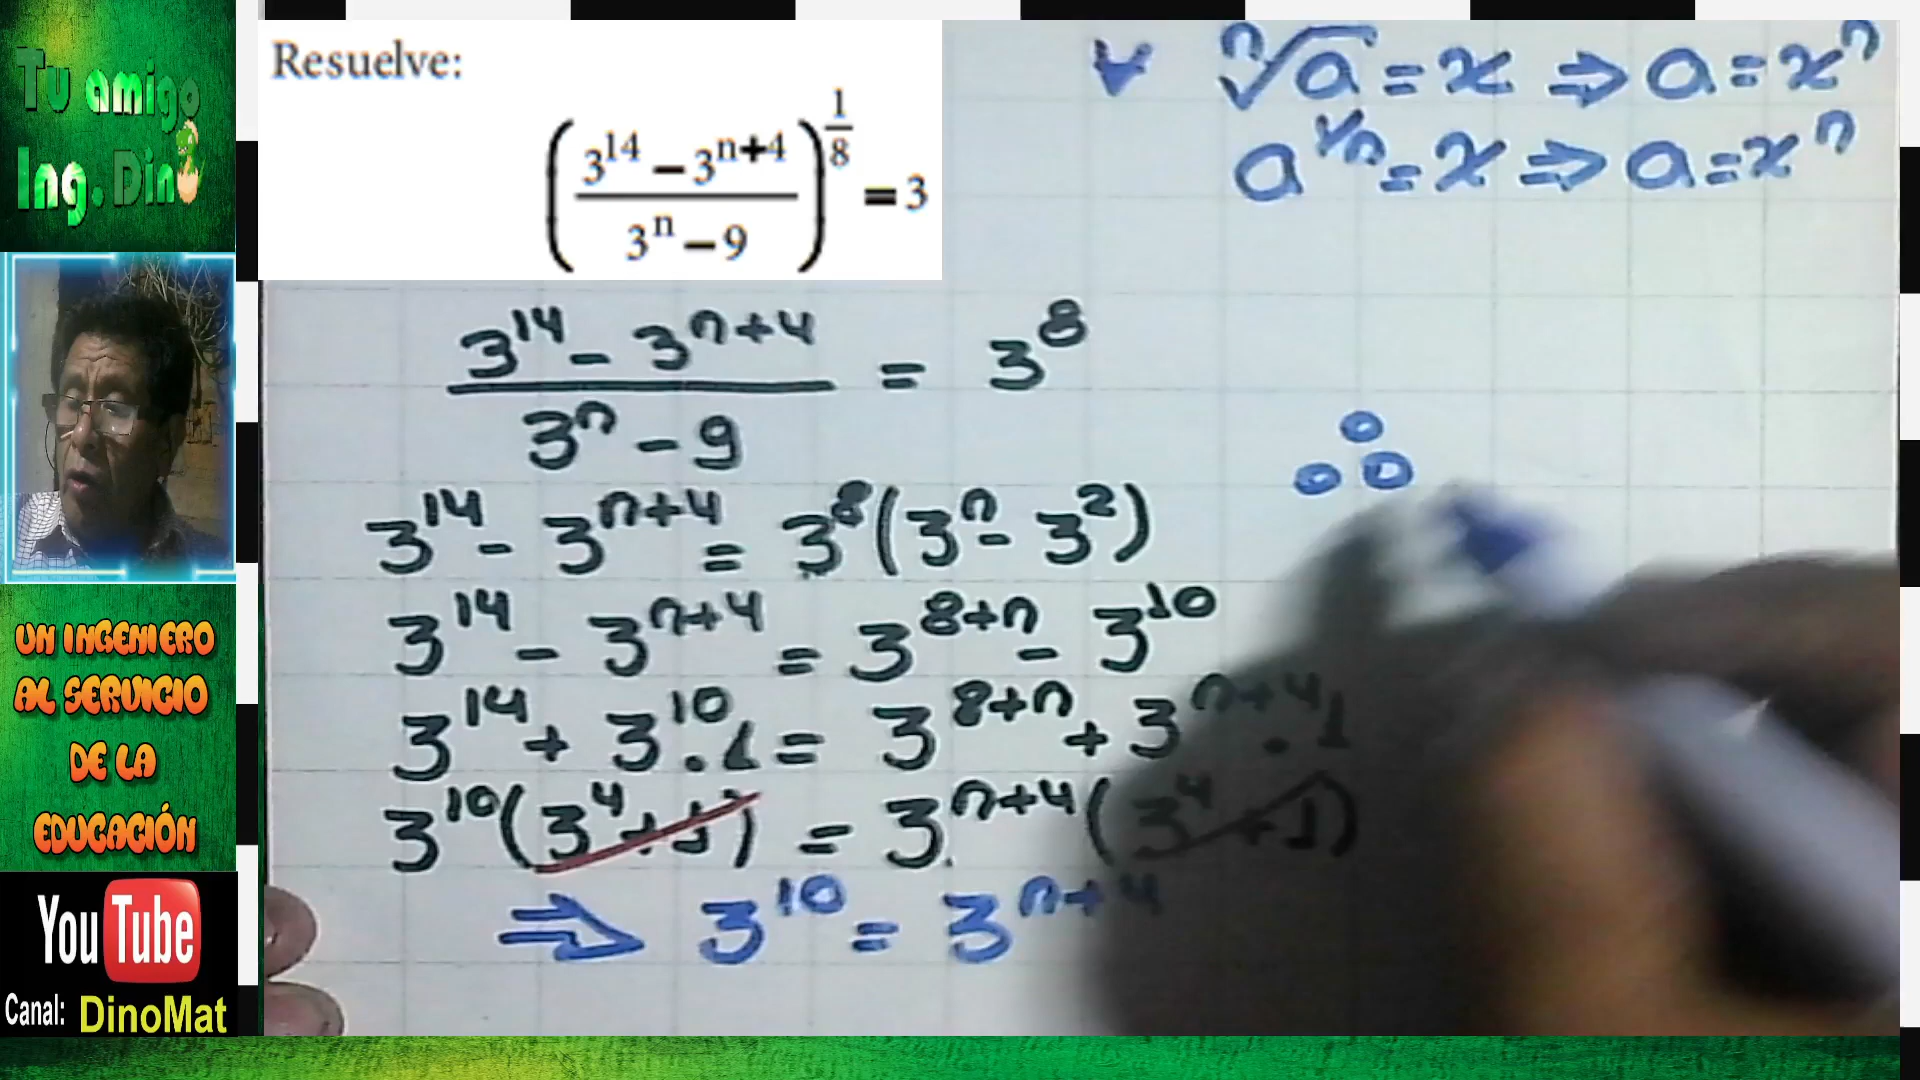 Tu amigo
Ing. Dino
UN INGENIERO
AL SERVICIO
DE LA
EDUCACIÓN
YouTube
Canal: DinoMat
Resuelve:
((3^14 − 3^(n+4)) / (3^n − 9))^(1/8) = 3
∀ ⁿ√a = x ⇒ a = x^n
a^(1/n) = x ⇒ a = x^n
(3^14 - 3^(n+4)) / (3^n - 9) = 3^8
3^14 - 3^(n+4) = 3^8(3^n - 3^2)
3^14 - 3^(n+4) = 3^(8+n) - 3^10
3^14 + 3^10 . 1 = 3^(8+n) + 3^(n+4) . 1
3^10(3^4 + 1) = 3^(n+4)(3^4 + 1)
⇒ 3^10 = 3^(n+4)